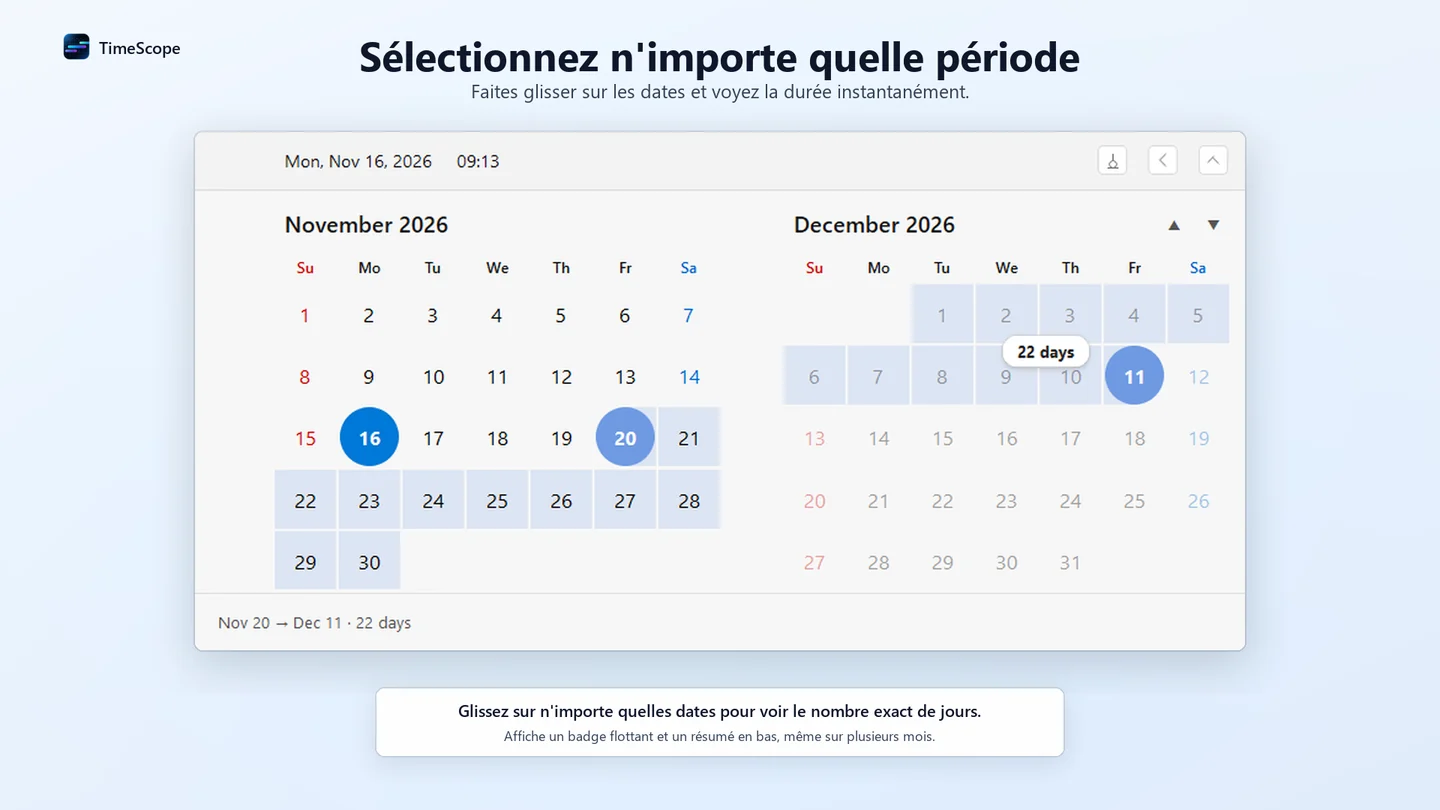 TimeScope
Sélectionnez n'importe quelle période
Faites glisser sur les dates et voyez la durée instantanément.
Mon, Nov 16, 2026 09:13
November 2026
Su Mo Tu We Th Fr Sa
1 2 3 4 5 6 7
8 9 10 11 12 13 14
15 16 17 18 19 20 21
22 23 24 25 26 27 28
29 30
December 2026
Su Mo Tu We Th Fr Sa
1 2 3 4 5
22 days
6 7 8 9 10 11 12
13 14 15 16 17 18 19
20 21 22 23 24 25 26
27 28 29 30 31
Nov 20 → Dec 11 · 22 days
Glissez sur n'importe quelles dates pour voir le nombre exact de jours.
Affiche un badge flottant et un résumé en bas, même sur plusieurs mois.